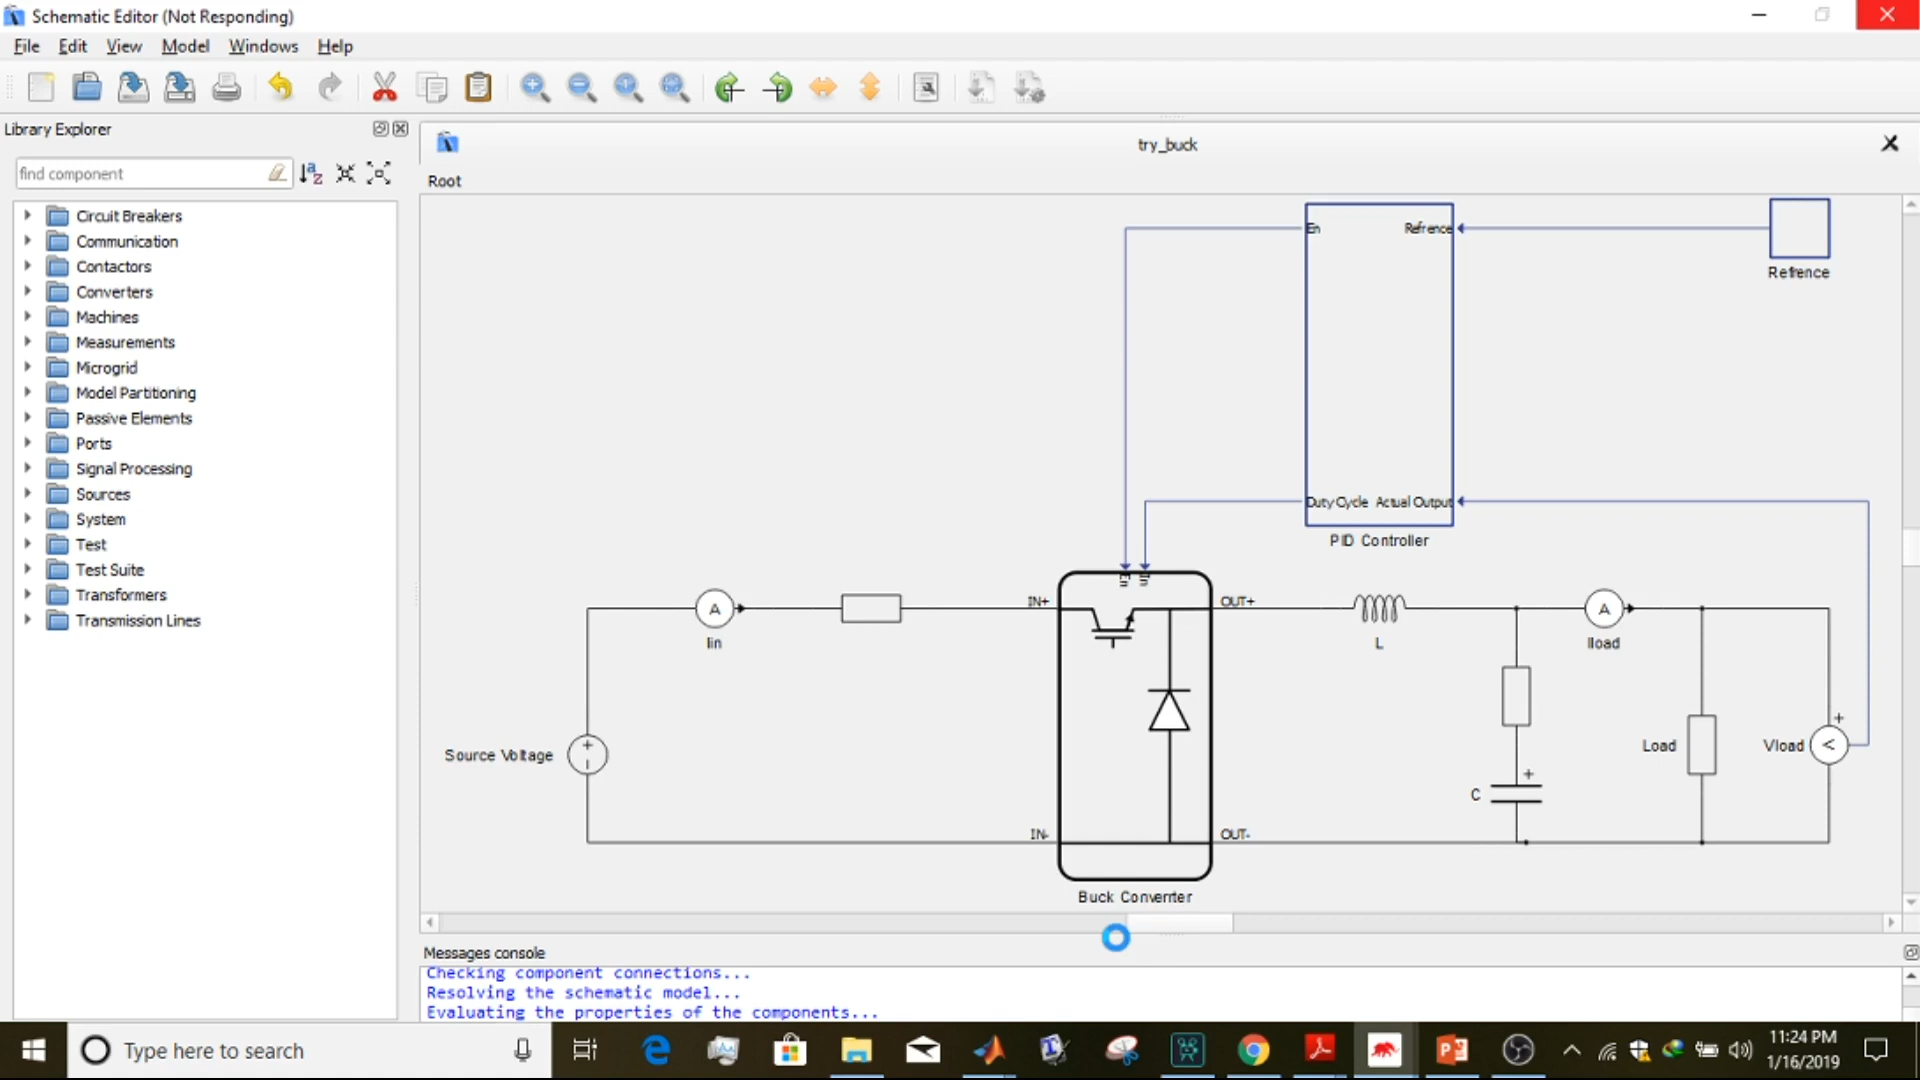 Schematic Editor (Not Responding)
File Edit View Model Windows Help
Library Explorer
find component
Circuit Breakers
Communication
Contactors
Converters
Machines
Measurements
Microgrid
Model Partitioning
Passive Elements
Ports
Signal Processing
Sources
System
Test
Test Suite
Transformers
Transmission Lines
try_buck
Root
En Refrence
Refrence
Duty Cycle Actual Output
PID Controller
En In
IN+ OUT+
A A
Iin L Iload
Source Voltage
Load Vload
C
IN- OUT-
Buck Converrter
Messages console
Checking component connections...
Resolving the schematic model...
Evaluating the properties of the components...
Type here to search
11:24 PM
1/16/2019